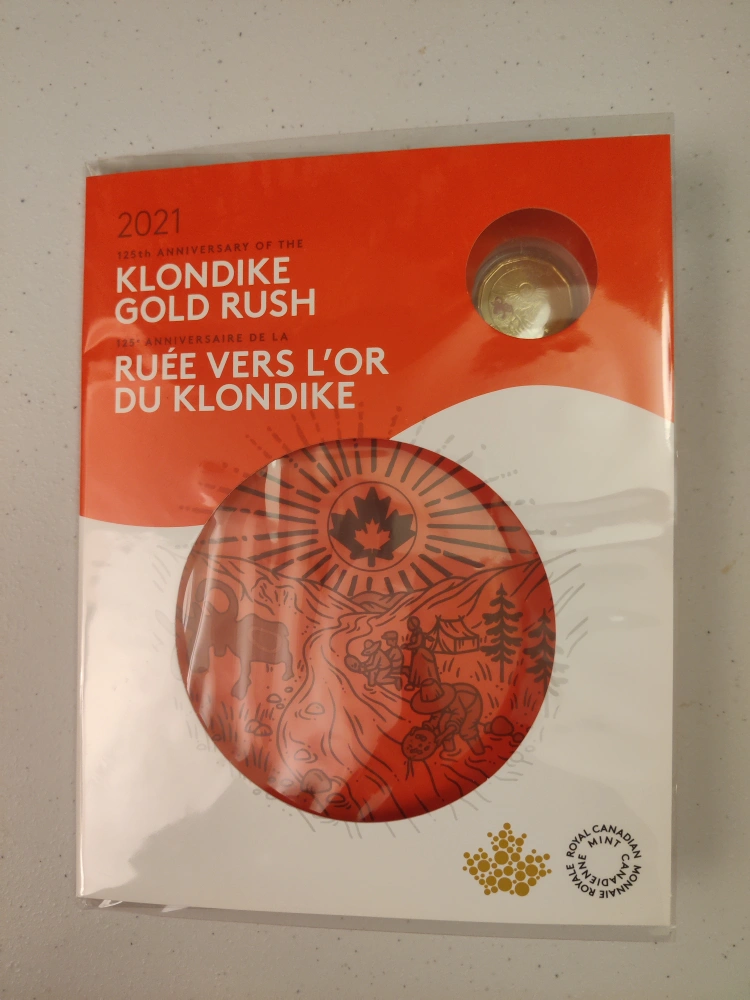 2021
125th ANNIVERSARY OF THE
KLONDIKE
GOLD RUSH
125e ANNIVERSAIRE DE LA
RUÉE VERS L'OR
DU KLONDIKE
ROYAL CANADIAN MINT
MONNAIE ROYALE CANADIENNE